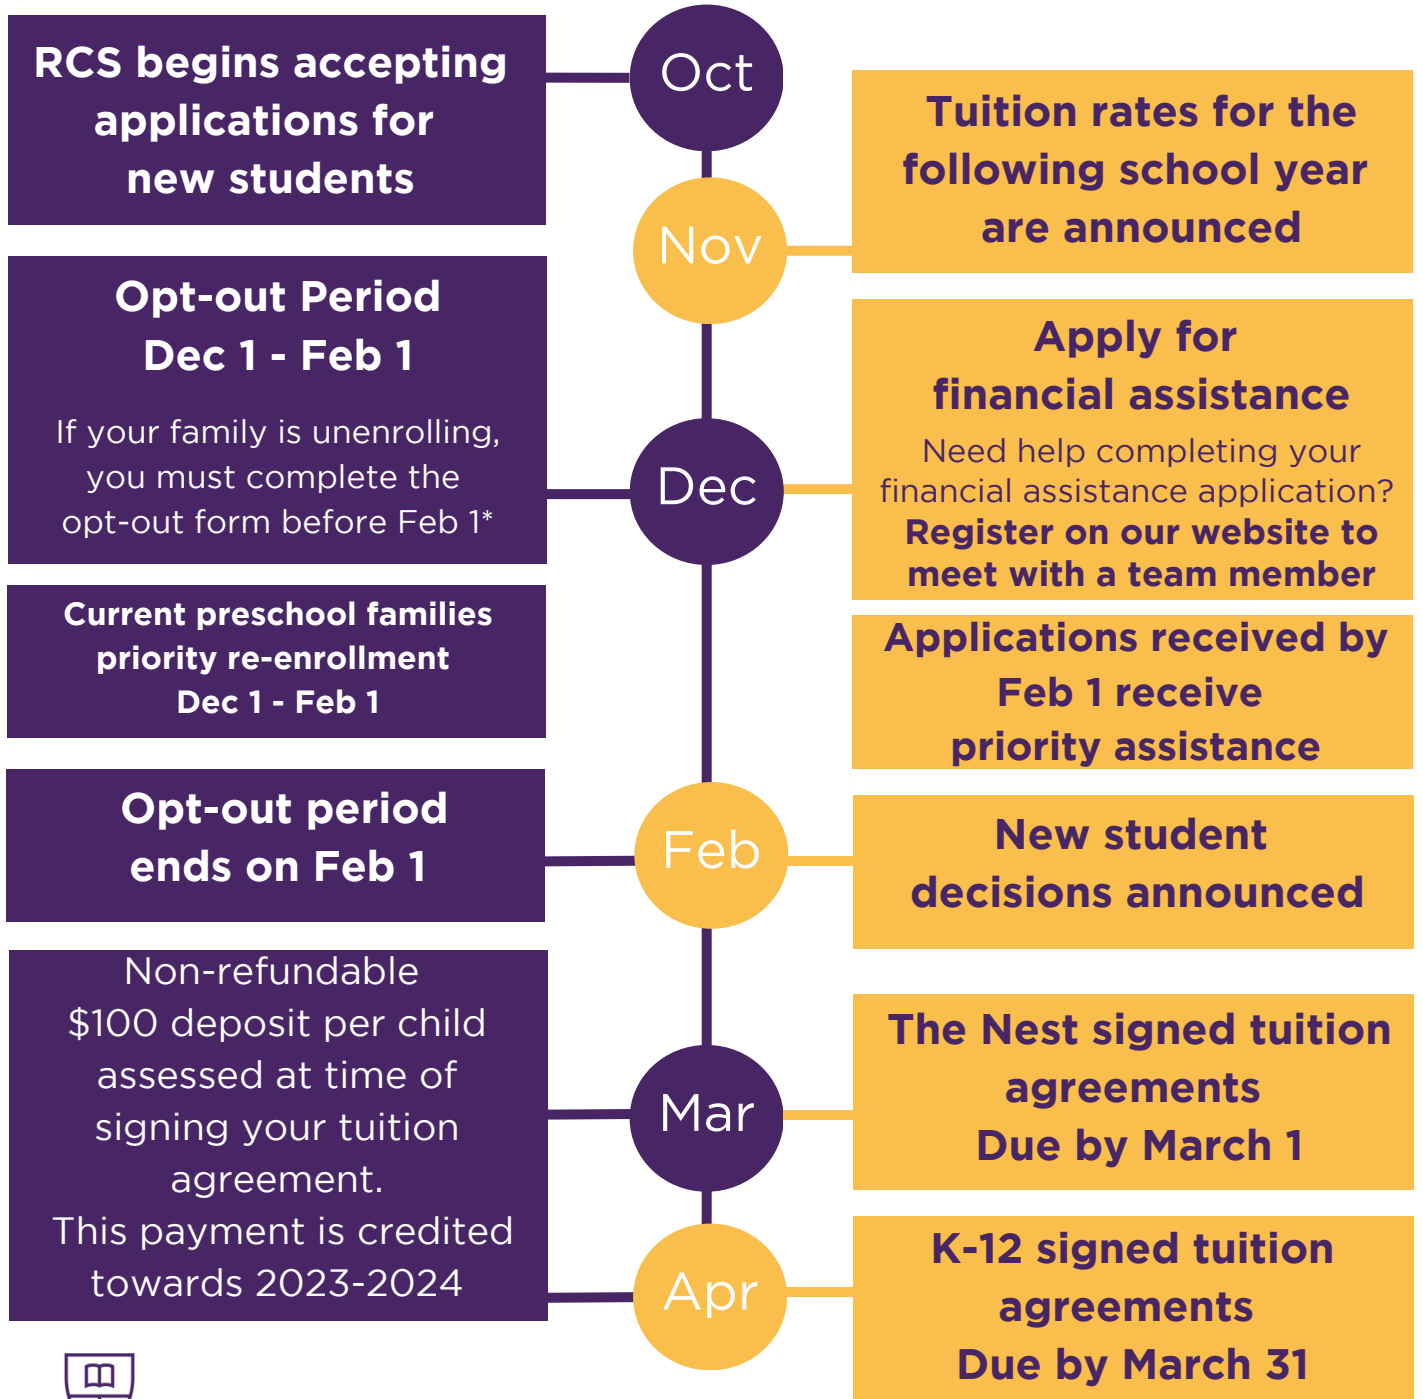 RCS begins accepting
applications for
new students
Oct
Tuition rates for the
following school year
are announced
Nov
Opt-out Period
Dec 1 - Feb 1
If your family is unenrolling,
you must complete the
opt-out form before Feb 1*
Dec
Apply for
financial assistance
Need help completing your
financial assistance application?
Register on our website to
meet with a team member
Current preschool families
priority re-enrollment
Dec 1 - Feb 1
Applications received by
Feb 1 receive
priority assistance
Opt-out period
ends on Feb 1
Feb
New student
decisions announced
Non-refundable
$100 deposit per child
assessed at time of
signing your tuition
agreement.
This payment is credited
towards 2023-2024
Mar
The Nest signed tuition
agreements
Due by March 1
Apr
K-12 signed tuition
agreements
Due by March 31